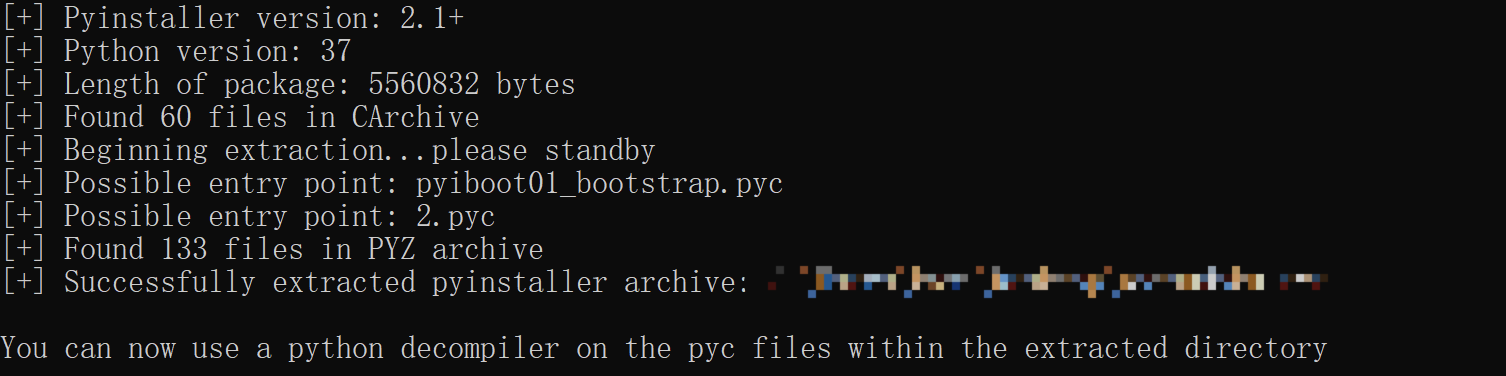 [+] Pyinstaller version: 2.1+
[+] Python version: 37
[+] Length of package: 5560832 bytes
[+] Found 60 files in CArchive
[+] Beginning extraction...please standby
[+] Possible entry point: pyiboot01_bootstrap.pyc
[+] Possible entry point: 2.pyc
[+] Found 133 files in PYZ archive
[+] Successfully extracted pyinstaller archive:
You can now use a python decompiler on the pyc files within the extracted directory